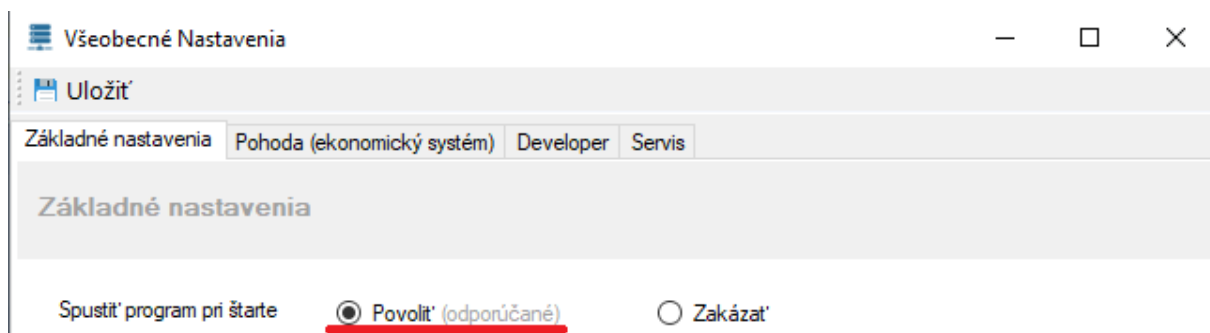 Všeobecné Nastavenia
Uložiť
Základné nastavenia Pohoda (ekonomický systém) Developer Servis
Základné nastavenia
Spustiť program pri štarte Povoliť (odporúčané) Zakázať